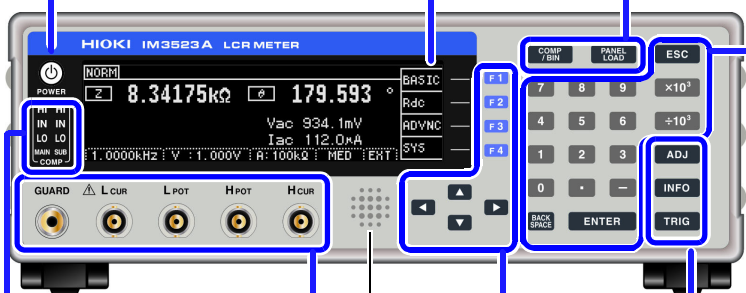 HIOKI IM3523A LCR METER
POWER
NORM
Z 8.34175kΩ θ 179.593 °
Vac 934.1mV
Iac 112.0nA
1.0000kHz V :1.000V A:100kΩ MED EXT
BASIC
Rdc
ADVNC
SYS
F1
F2
F3
F4
HI HI
IN IN
LO LO
MAIN SUB
COMP
COMP / BIN
PANEL LOAD
ESC
7 8 9 ×10³
4 5 6 ÷10³
1 2 3 ADJ
0 · − INFO
BACK SPACE ENTER TRIG
GUARD ⚠ L CUR L POT H POT H CUR